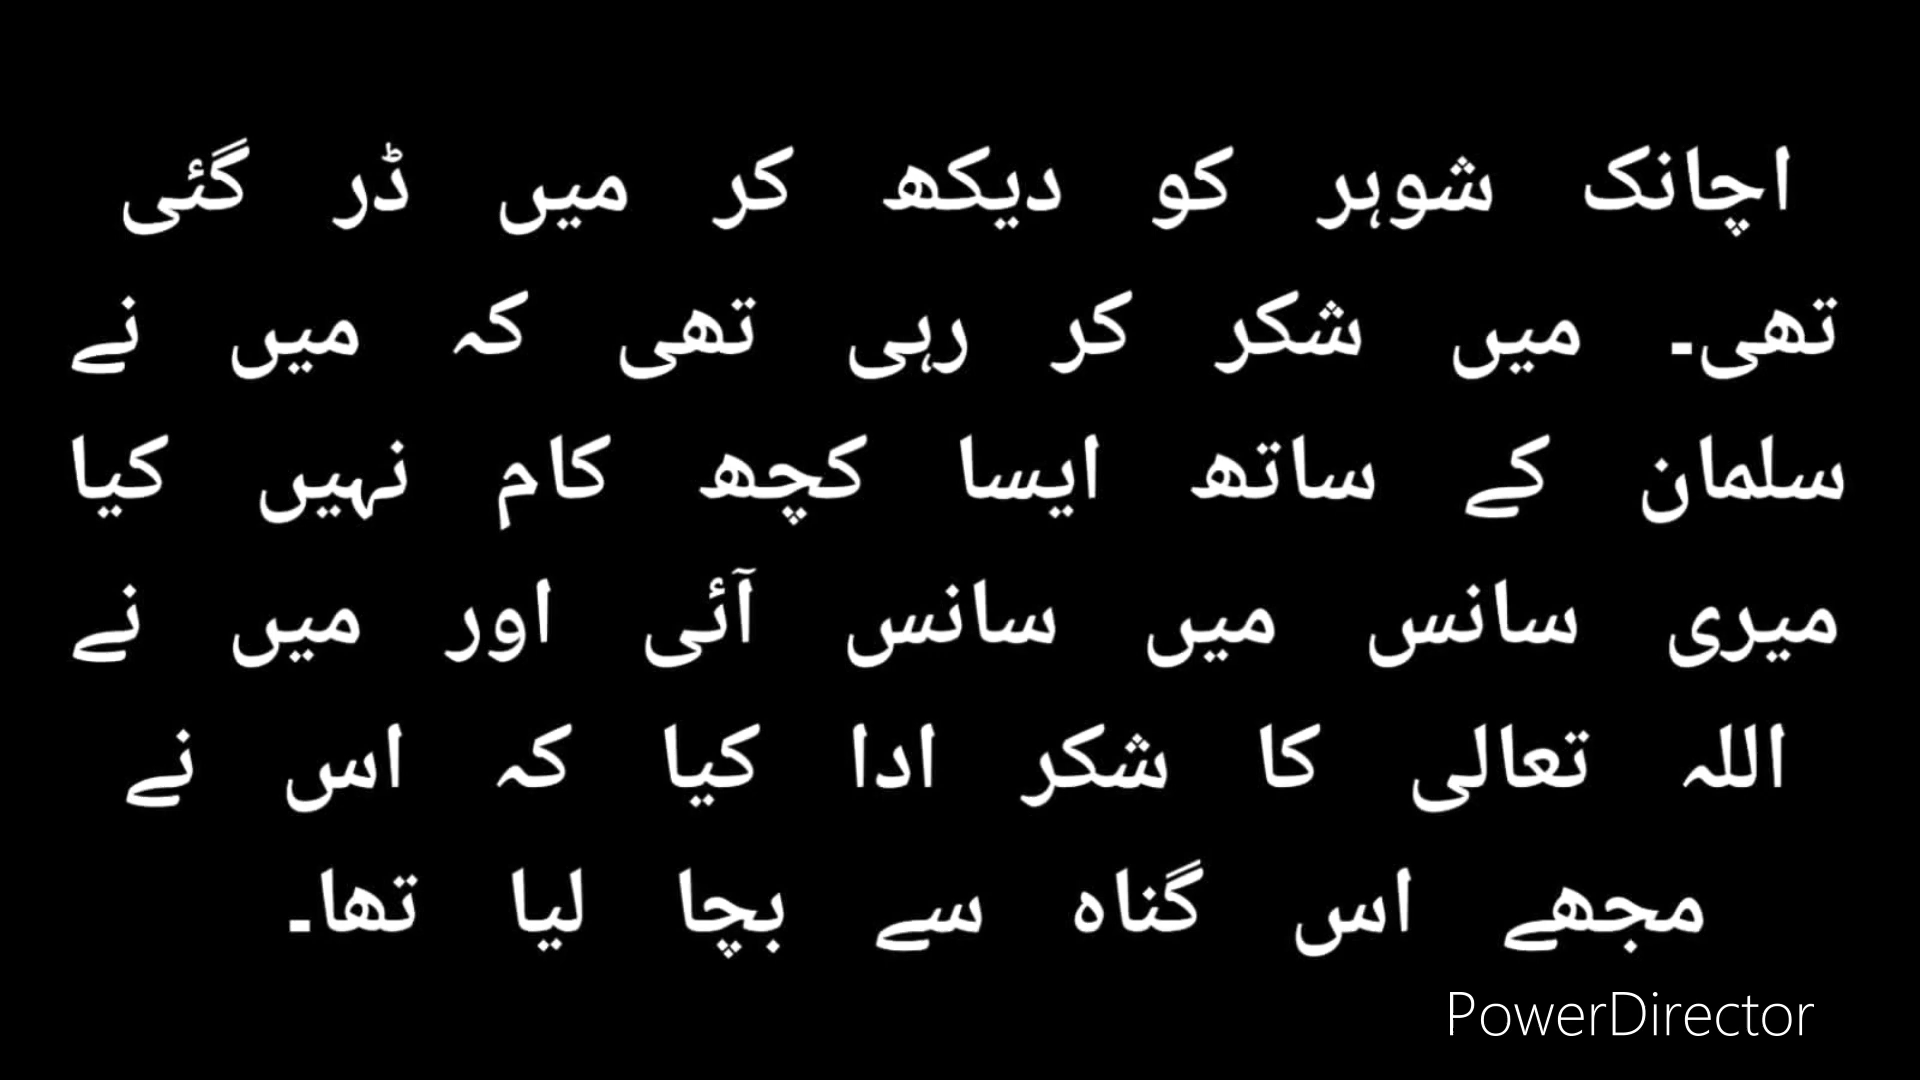 اچانک شوہر کو دیکھ کر میں ڈر گئی
تھی۔ میں شکر کر رہی تھی کہ میں نے
سلمان کے ساتھ ایسا کچھ کام نہیں کیا
میری سانس میں سانس آئی اور میں نے
اللہ تعالی کا شکر ادا کیا کہ اس نے
مجھے اس گناہ سے بچا لیا تھا۔
PowerDirector